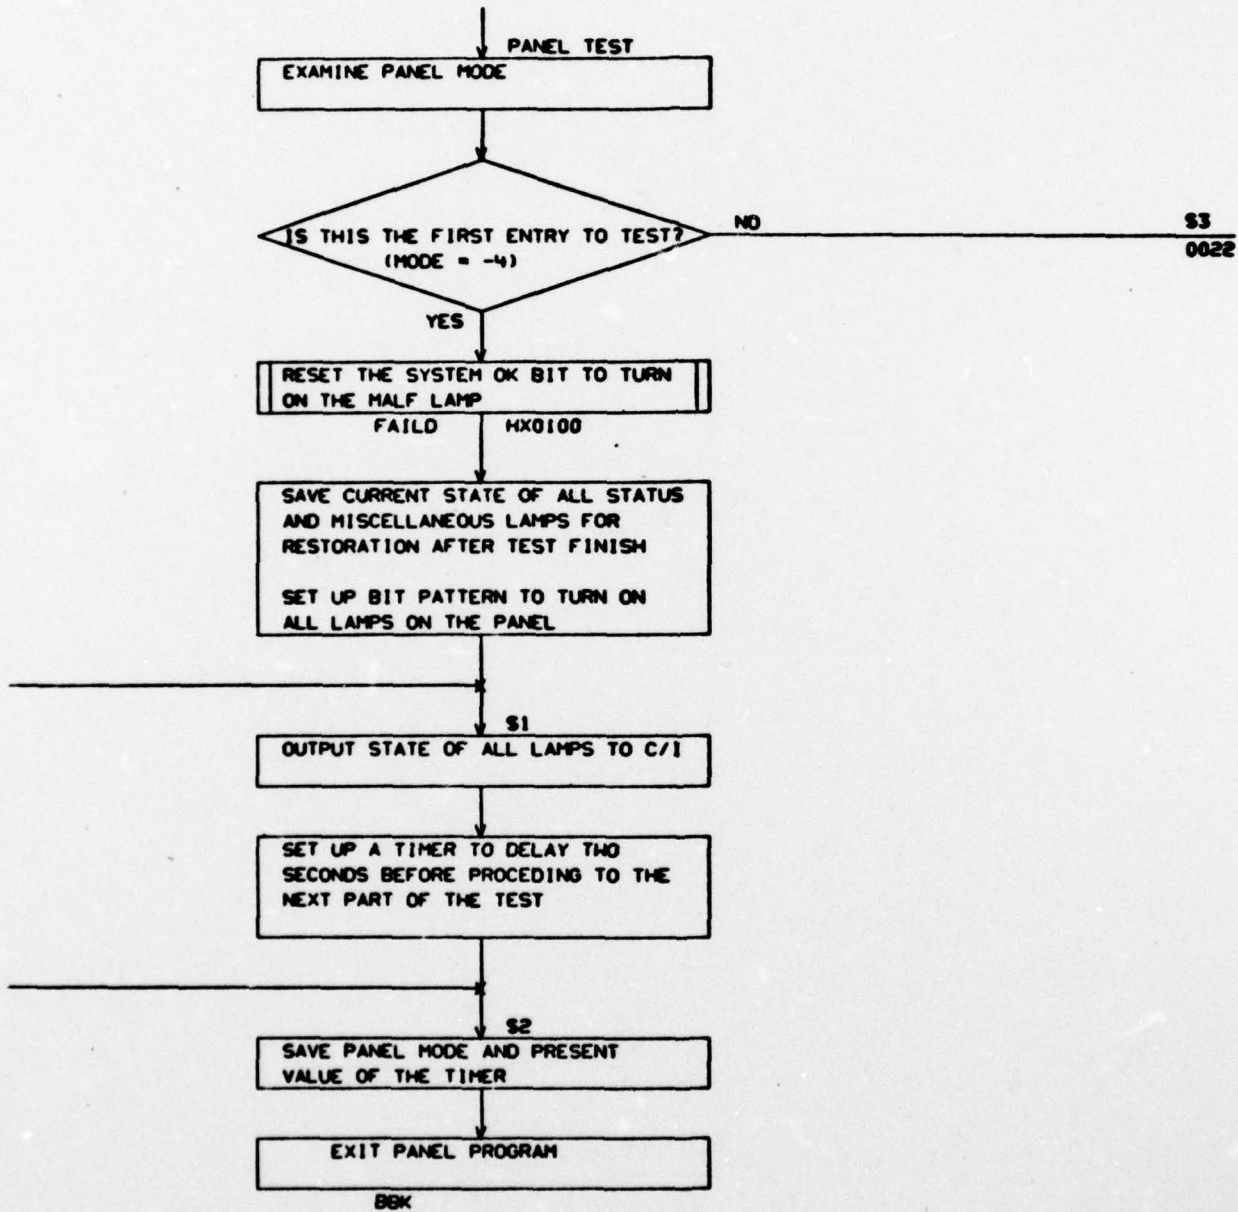 PANEL TEST
EXAMINE PANEL MODE
IS THIS THE FIRST ENTRY TO TEST?
(MODE = -4)
NO
$3
0022
YES
RESET THE SYSTEM OK BIT TO TURN
ON THE MALF LAMP
FAILD HX0100
SAVE CURRENT STATE OF ALL STATUS
AND MISCELLANEOUS LAMPS FOR
RESTORATION AFTER TEST FINISH
SET UP BIT PATTERN TO TURN ON
ALL LAMPS ON THE PANEL
$1
OUTPUT STATE OF ALL LAMPS TO C/I
SET UP A TIMER TO DELAY TWO
SECONDS BEFORE PROCEDING TO THE
NEXT PART OF THE TEST
$2
SAVE PANEL MODE AND PRESENT
VALUE OF THE TIMER
EXIT PANEL PROGRAM